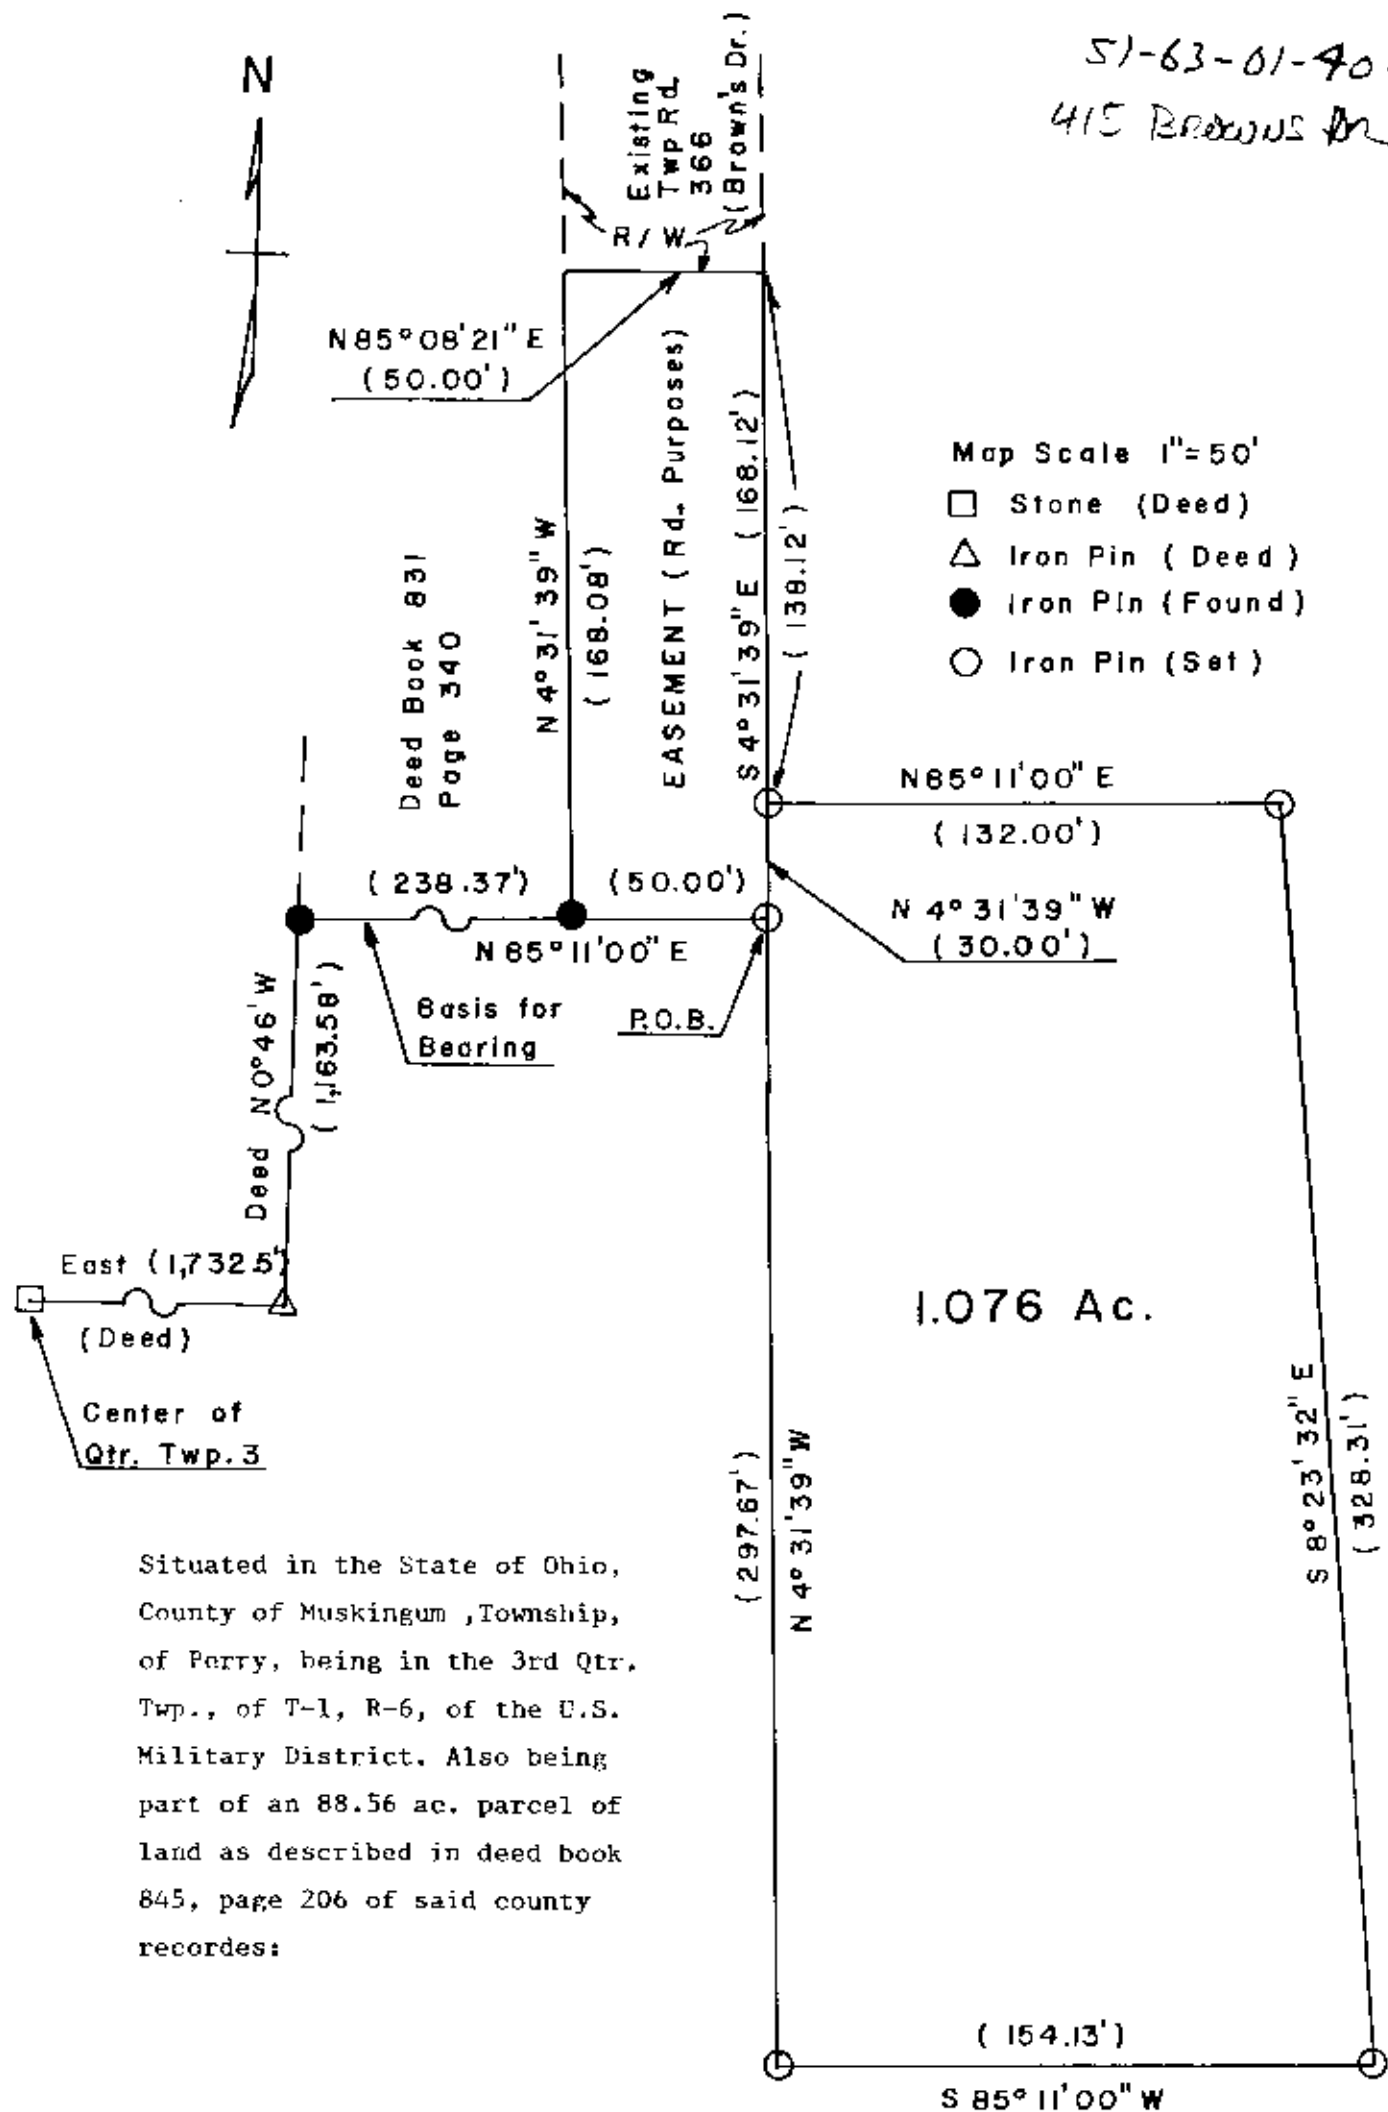 51-63-01-40
415 BROWNS Dr
N
Existing
Twp Rd.
366
(Brown's Dr.)
R/W
N85°08'21" E
(50.00')
Map Scale 1"=50'
Stone (Deed)
Iron Pin (Deed)
Iron Pin (Found)
Iron Pin (Set)
Deed Book 831
Page 340
N 4°31'39" W
(168.08')
EASEMENT (Rd. Purposes)
S 4°31'39" E (168.12')
(138.12')
N85°11'00" E
(132.00')
(238.37')
(50.00')
N 85°11'00" E
N 4°31'39" W
(30.00')
Basis for
Bearing
P.O.B.
Deed N0°46' W
(1,163.58')
East (1,732.5')
(Deed)
Center of
Qtr. Twp. 3
1.076 Ac.
(297.67')
N 4°31'39" W
S 8°23'32" E
(328.31')
Situated in the State of Ohio,
County of Muskingum ,Township,
of Perry, being in the 3rd Qtr.
Twp., of T-1, R-6, of the U.S.
Military District. Also being
part of an 88.56 ac. parcel of
land as described in deed book
845, page 206 of said county
recordes:
(154.13')
S 85°11'00" W